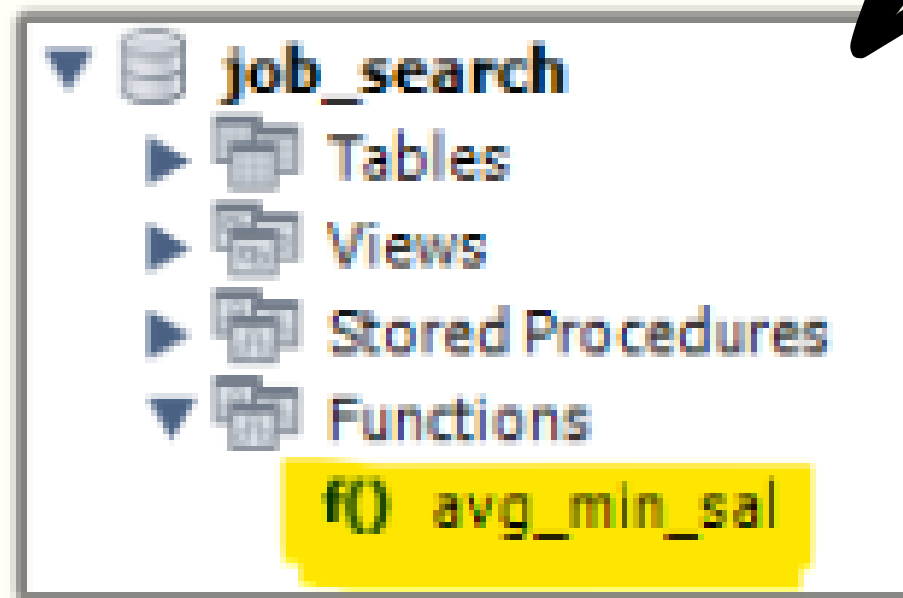 job_search
Tables
Views
Stored Procedures
Functions
f() avg_min_sal